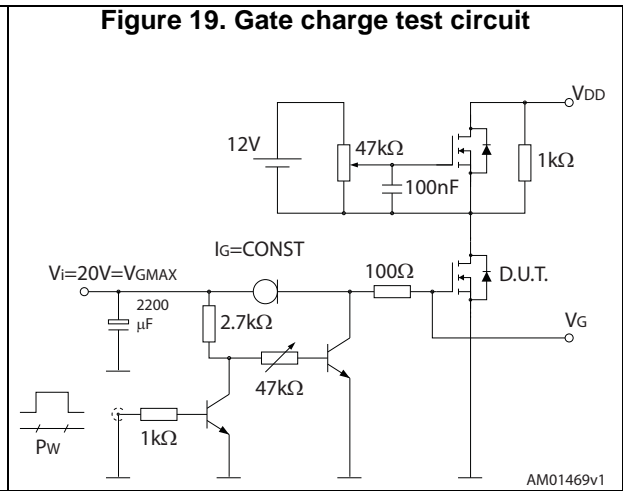 Figure 19. Gate charge test circuit
VDD
12V
47kΩ
1kΩ
100nF
IG=CONST
Vi=20V=VGMAX
100Ω
D.U.T.
2200
μF
2.7kΩ
VG
47kΩ
1kΩ
PW
AM01469v1